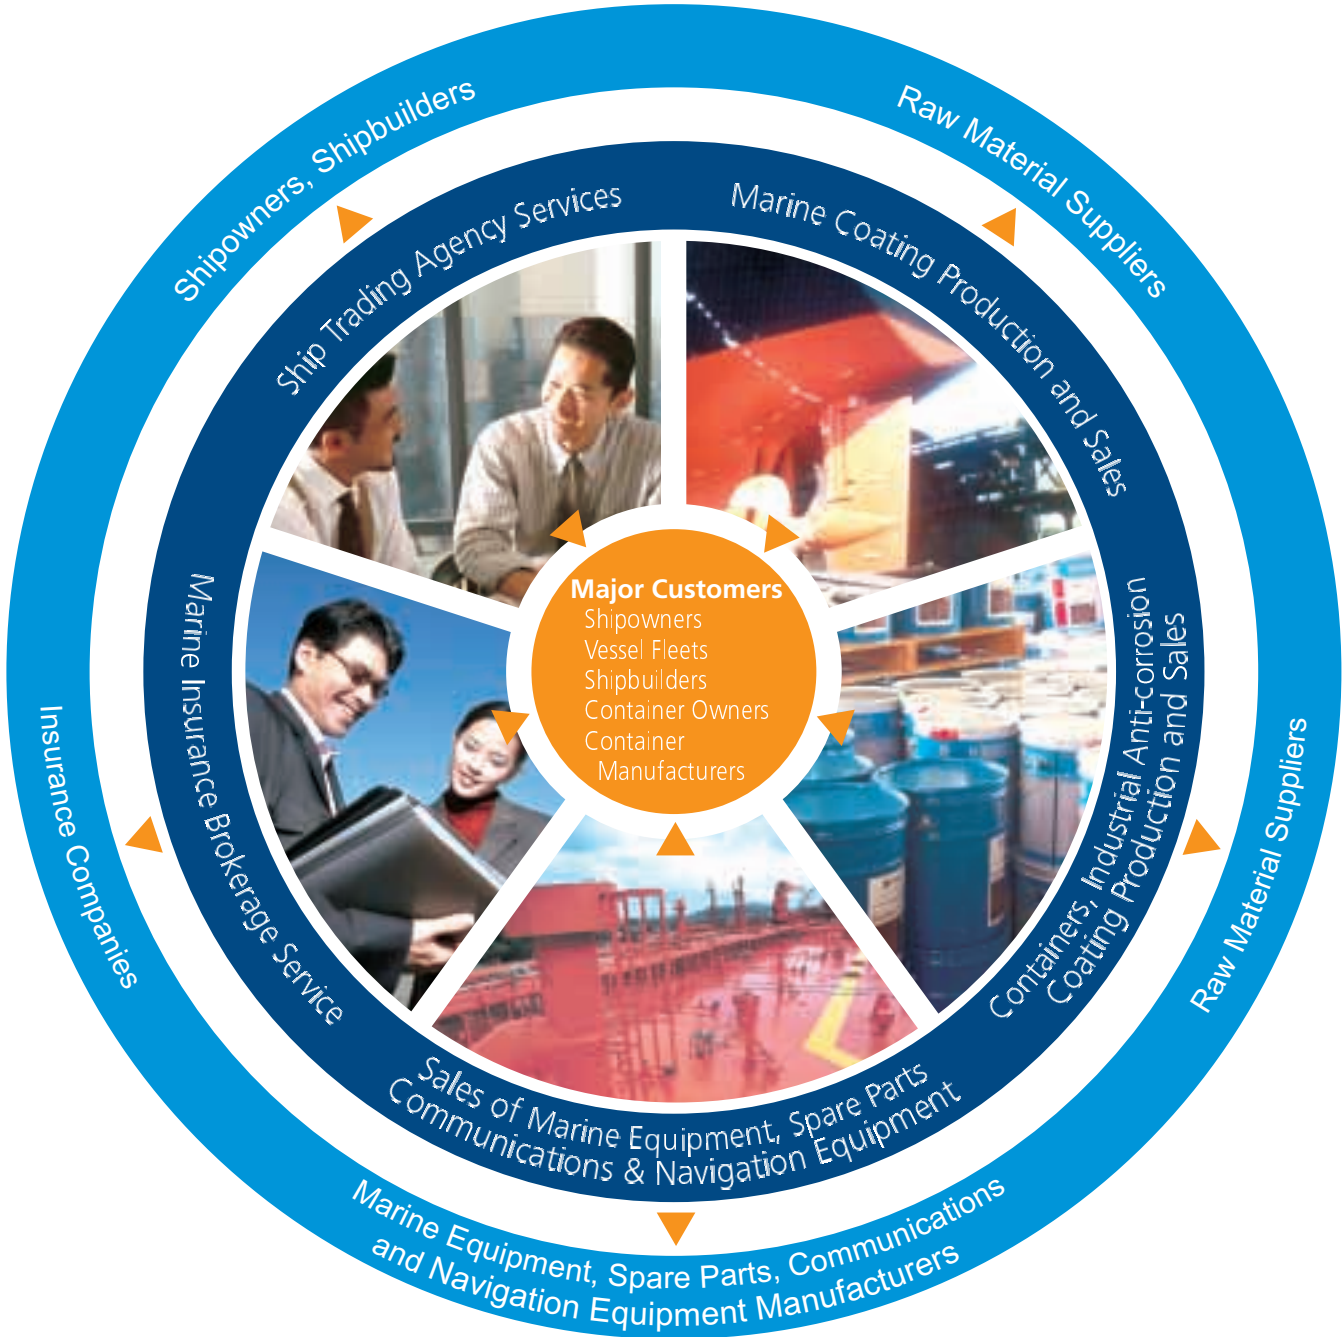 Shipowners, Shipbuilders
Raw Material Suppliers
Ship Trading Agency Services
Marine Coating Production and Sales
Major Customers
Shipowners
Vessel Fleets
Shipbuilders
Container Owners
Container
Manufacturers
Marine Insurance Brokerage Service
Containers, Industrial Anti-corrosion
Coating Production and Sales
Insurance Companies
Raw Material Suppliers
Sales of Marine Equipment, Spare Parts
Communications & Navigation Equipment
Marine Equipment, Spare Parts, Communications
and Navigation Equipment Manufacturers